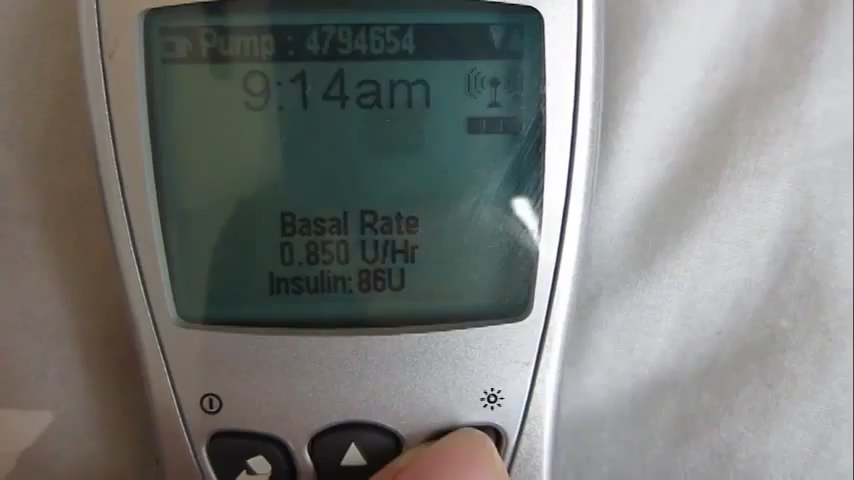 Pump : 4794654
9:14am
Basal Rate
0.850 U/Hr
Insulin: 86U